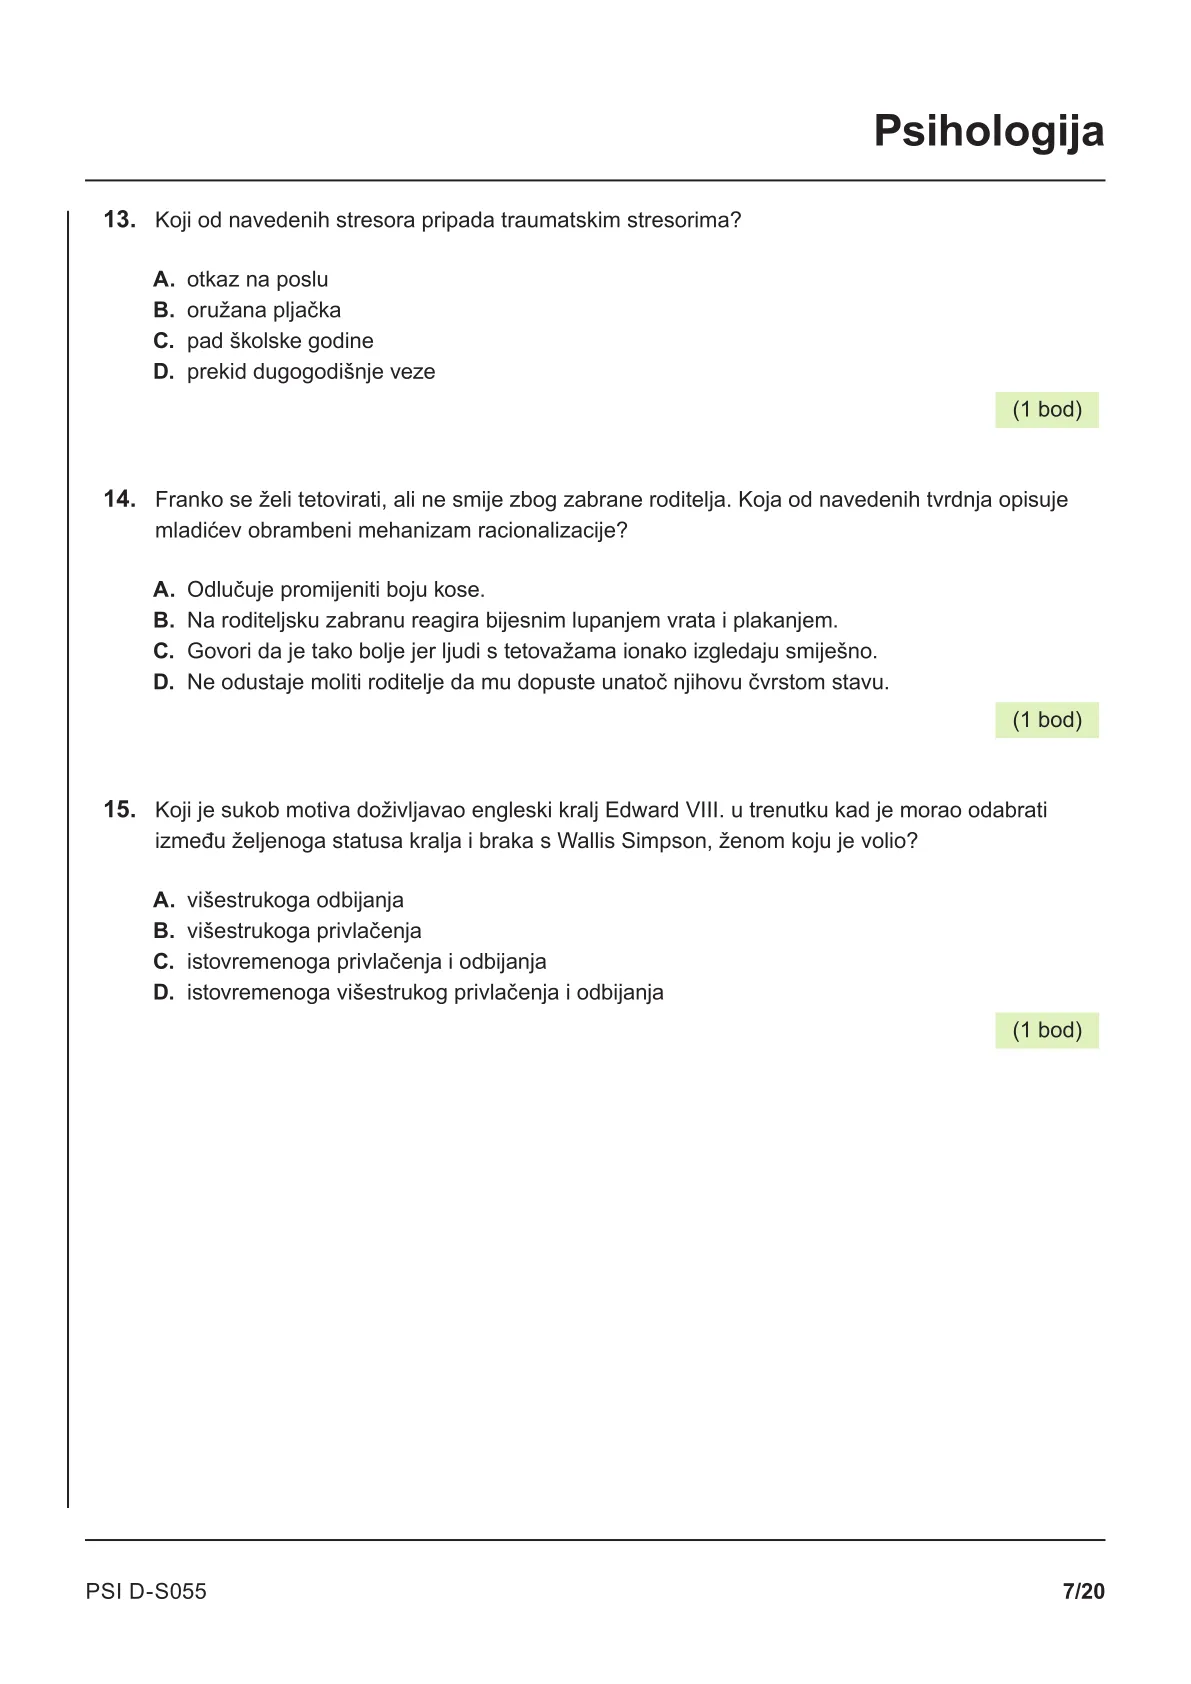 Psihologija
13. Koji od navedenih stresora pripada traumatskim stresorima?
A. otkaz na poslu
B. oružana pljačka
C. pad školske godine
D. prekid dugogodišnje veze
(1 bod)
14. Franko se želi tetovirati, ali ne smije zbog zabrane roditelja. Koja od navedenih tvrdnja opisuje
mladićev obrambeni mehanizam racionalizacije?
A. Odlučuje promijeniti boju kose.
B. Na roditeljsku zabranu reagira bijesnim lupanjem vrata i plakanjem.
C. Govori da je tako bolje jer ljudi s tetovažama ionako izgledaju smiješno.
D. Ne odustaje moliti roditelje da mu dopuste unatoč njihovu čvrstom stavu.
(1 bod)
15. Koji je sukob motiva doživljavao engleski kralj Edward VIII. u trenutku kad je morao odabrati
između željenoga statusa kralja i braka s Wallis Simpson, ženom koju je volio?
A. višestrukoga odbijanja
B. višestrukoga privlačenja
C. istovremenoga privlačenja i odbijanja
D. istovremenoga višestrukog privlačenja i odbijanja
(1 bod)
PSI D-S055
7/20